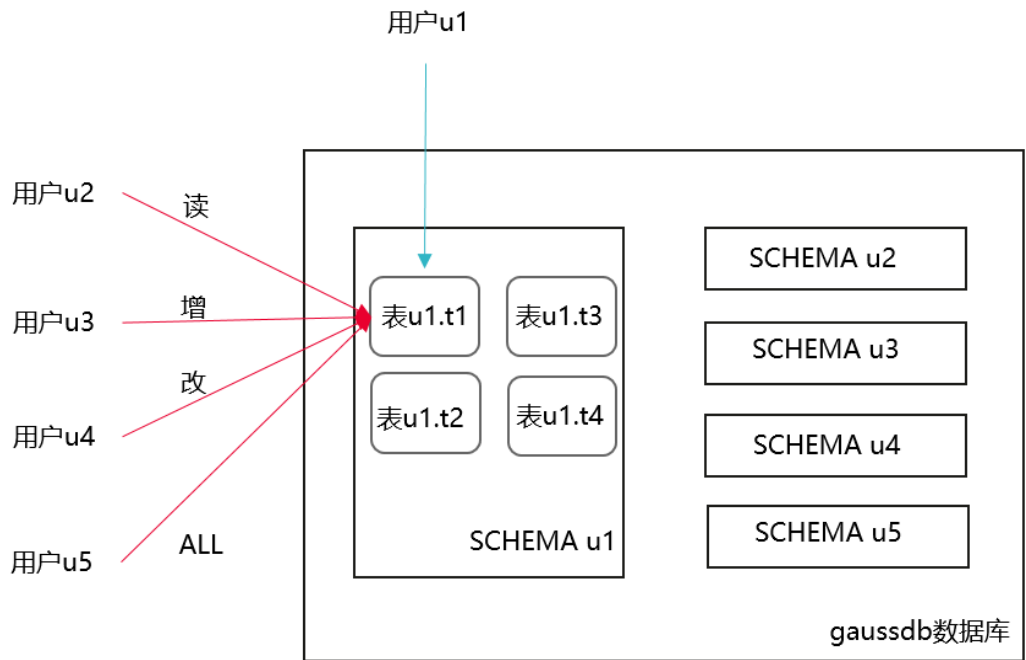 用户u1
用户u2
读
用户u3
增
改
用户u4
用户u5
ALL
表u1.t1
表u1.t3
表u1.t2
表u1.t4
SCHEMA u1
SCHEMA u2
SCHEMA u3
SCHEMA u4
SCHEMA u5
gaussdb数据库